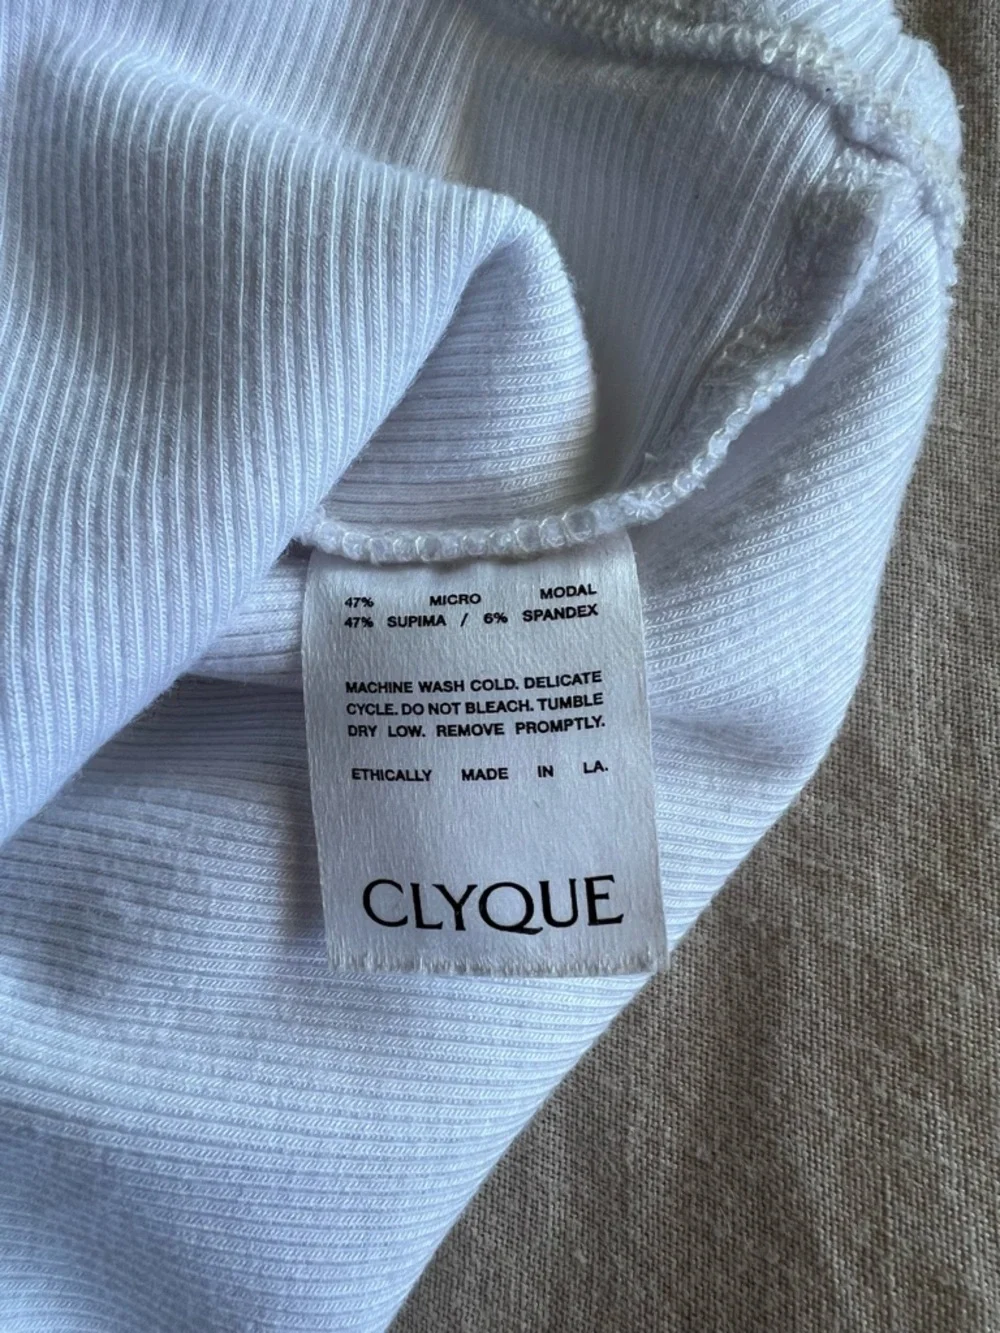 47% MICRO MODAL
47% SUPIMA / 6% SPANDEX
MACHINE WASH COLD. DELICATE
CYCLE. DO NOT BLEACH. TUMBLE
DRY LOW. REMOVE PROMPTLY.
ETHICALLY MADE IN LA.
CLYQUE